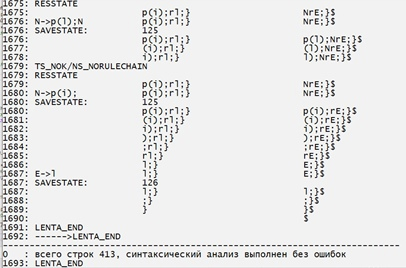 1675: RESSTATE
1675: p(i);rl;} NrE;}$
1676: N->p(l);N p(i);rl;} NrE;}$
1676: SAVESTATE: 125
1676: p(i);rl;} p(l);NrE;}$
1677: (i);rl;} (l);NrE;}$
1678: i);rl;} l);NrE;}$
1679: TS_NOK/NS_NORULECHAIN
1679: RESSTATE
1679: p(i);rl;} NrE;}$
1680: N->p(i); p(i);rl;} NrE;}$
1680: SAVESTATE: 125
1680: p(i);rl;} p(i);rE;}$
1681: (i);rl;} (i);rE;}$
1682: i);rl;} i);rE;}$
1683: );rl;} );rE;}$
1684: ;rl;} ;rE;}$
1685: rl;} rE;}$
1686: l;} E;}$
1687: E->l l;} E;}$
1687: SAVESTATE: 126
1687: l;} l;}$
1688: ;} ;}$
1689: } }$
1690: $
1691: LENTA_END
1692: ------>LENTA_END
0 : всего строк 413, синтаксический анализ выполнен без ошибок
1693: LENTA_END